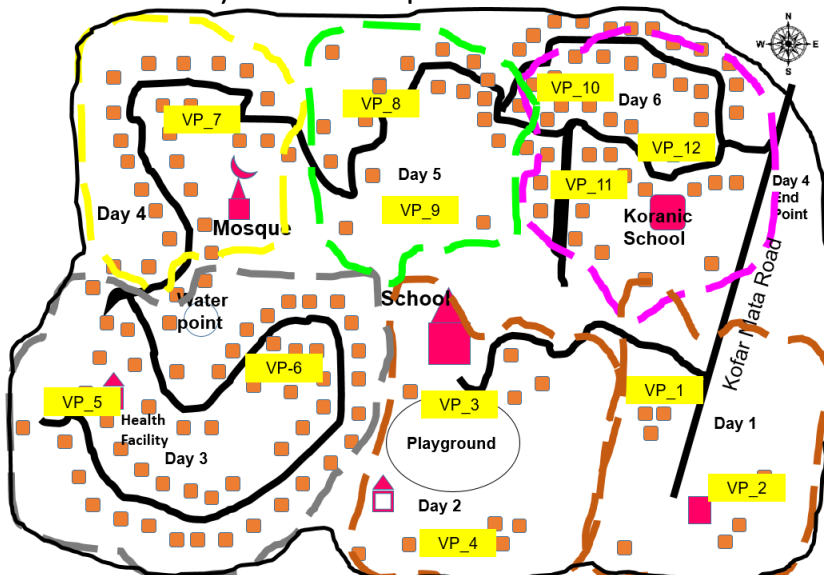 N
W
E
S
VP_10
VP_8
Day 6
VP_7
VP_12
Day 5
VP_11
Day 4
End
Point
VP_9
Day 4
Koranic
School
Mosque
School
Water
point
Kofar Mata Road
VP-6
VP_1
VP_5
VP_3
Health
Facility
Day 1
Playground
Day 3
VP_2
Day 2
VP_4